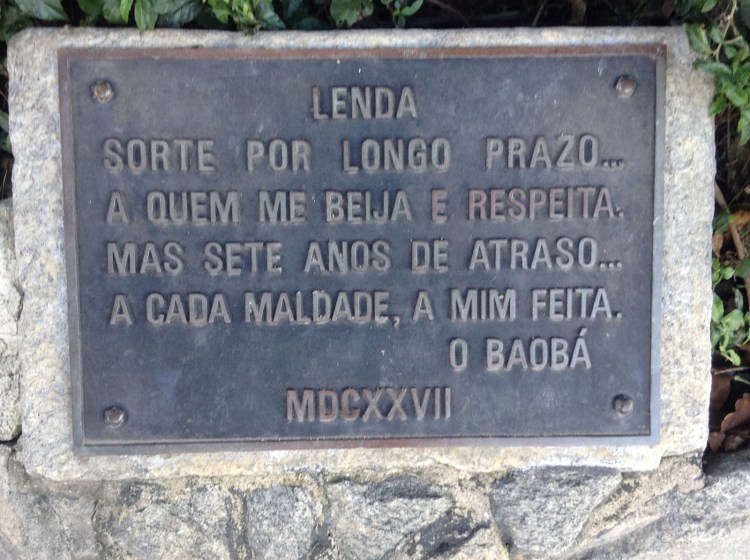 LENDA
SORTE POR LONGO PRAZO...
A QUEM ME BEIJA E RESPEITA.
MAS SETE ANOS DE ATRASO...
A CADA MALDADE, A MIM FEITA.
O BAOBÁ
MDCXXVII